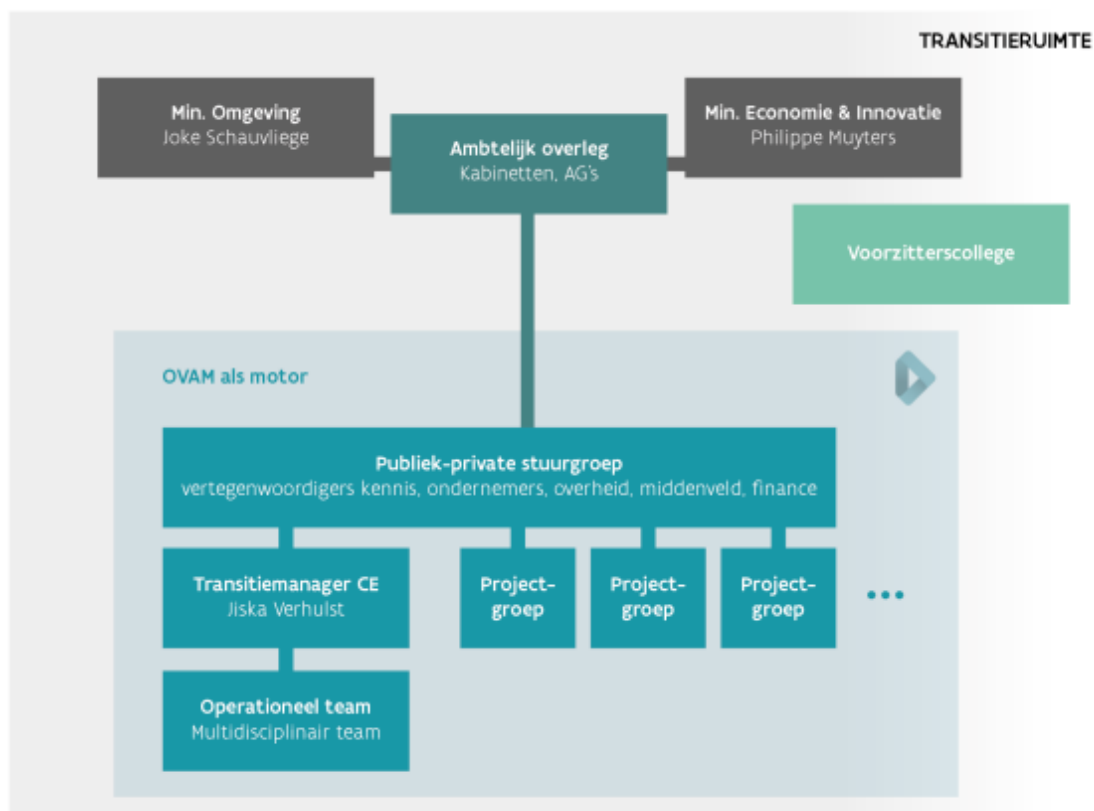 TRANSITIERUIMTE
Min. Omgeving
Joke Schauvliege
Ambtelijk overleg
Kabinetten, AG's
Min. Economie & Innovatie
Philippe Muyters
Voorzitterscollege
OVAM als motor
Publiek-private stuurgroep
vertegenwoordigers kennis, ondernemers, overheid, middenveld, finance
Transitiemanager CE
Jiska Verhulst
Project-
groep
Project-
groep
Project-
groep
...
Operationeel team
Multidisciplinair team